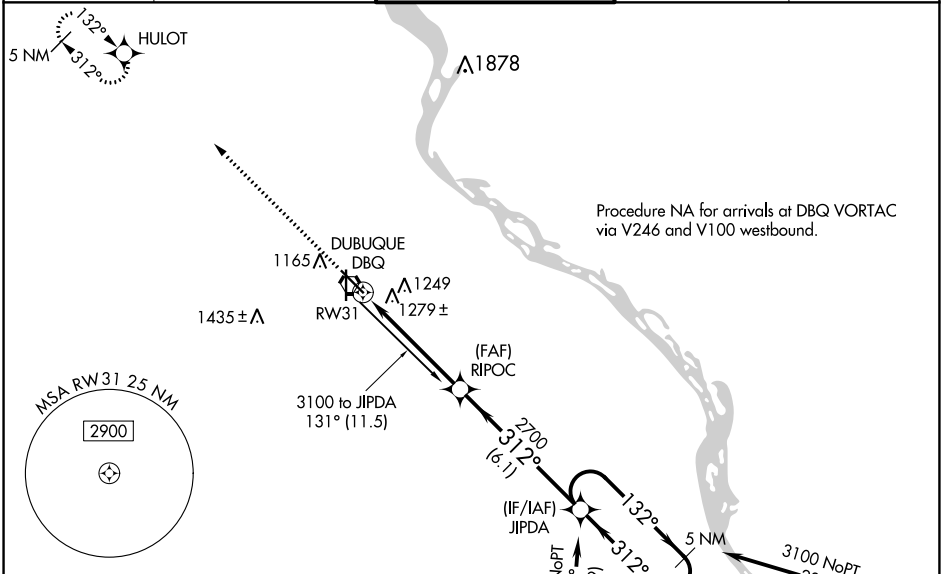 132°
HULOT
5 NM
312°
1878
Procedure NA for arrivals at DBQ VORTAC
via V246 and V100 westbound.
DUBUQUE
DBQ
1165
1249
1279 ±
RW31
1435 ±
(FAF)
RIPOC
MSA RW31 25 NM
2900
3100 to JIPDA
131° (11.5)
2700
312°
(6.1)
(IF/IAF)
JIPDA
132°
312°
5 NM
3100 NoPT
NoPT